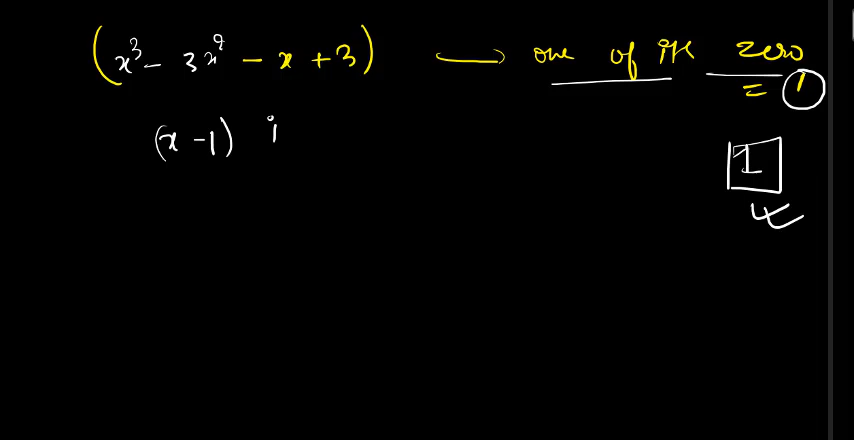 (x³ - 3x² - x + 3) → one of its zero
= 1
(x - 1) i
1